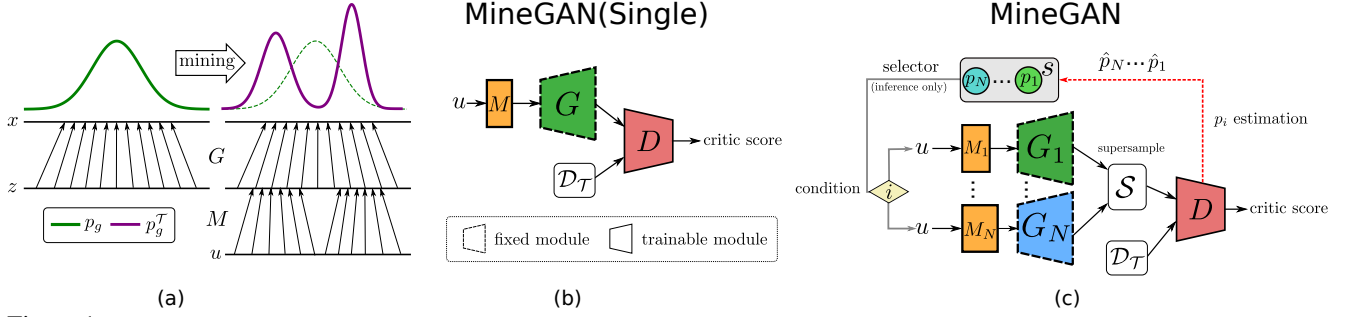 MineGAN(Single)
MineGAN
mining
x
G
z
M
u
p_g p_g^𝒯
(a)
u M G D critic score
𝒟_𝒯
fixed module trainable module
(b)
selector
(inference only)
p_N ··· p_1 s
p̂_N ··· p̂_1
p_i estimation
condition
i
u M_1 G_1
supersample
𝒮
u M_N G_N
D critic score
𝒟_𝒯
(c)